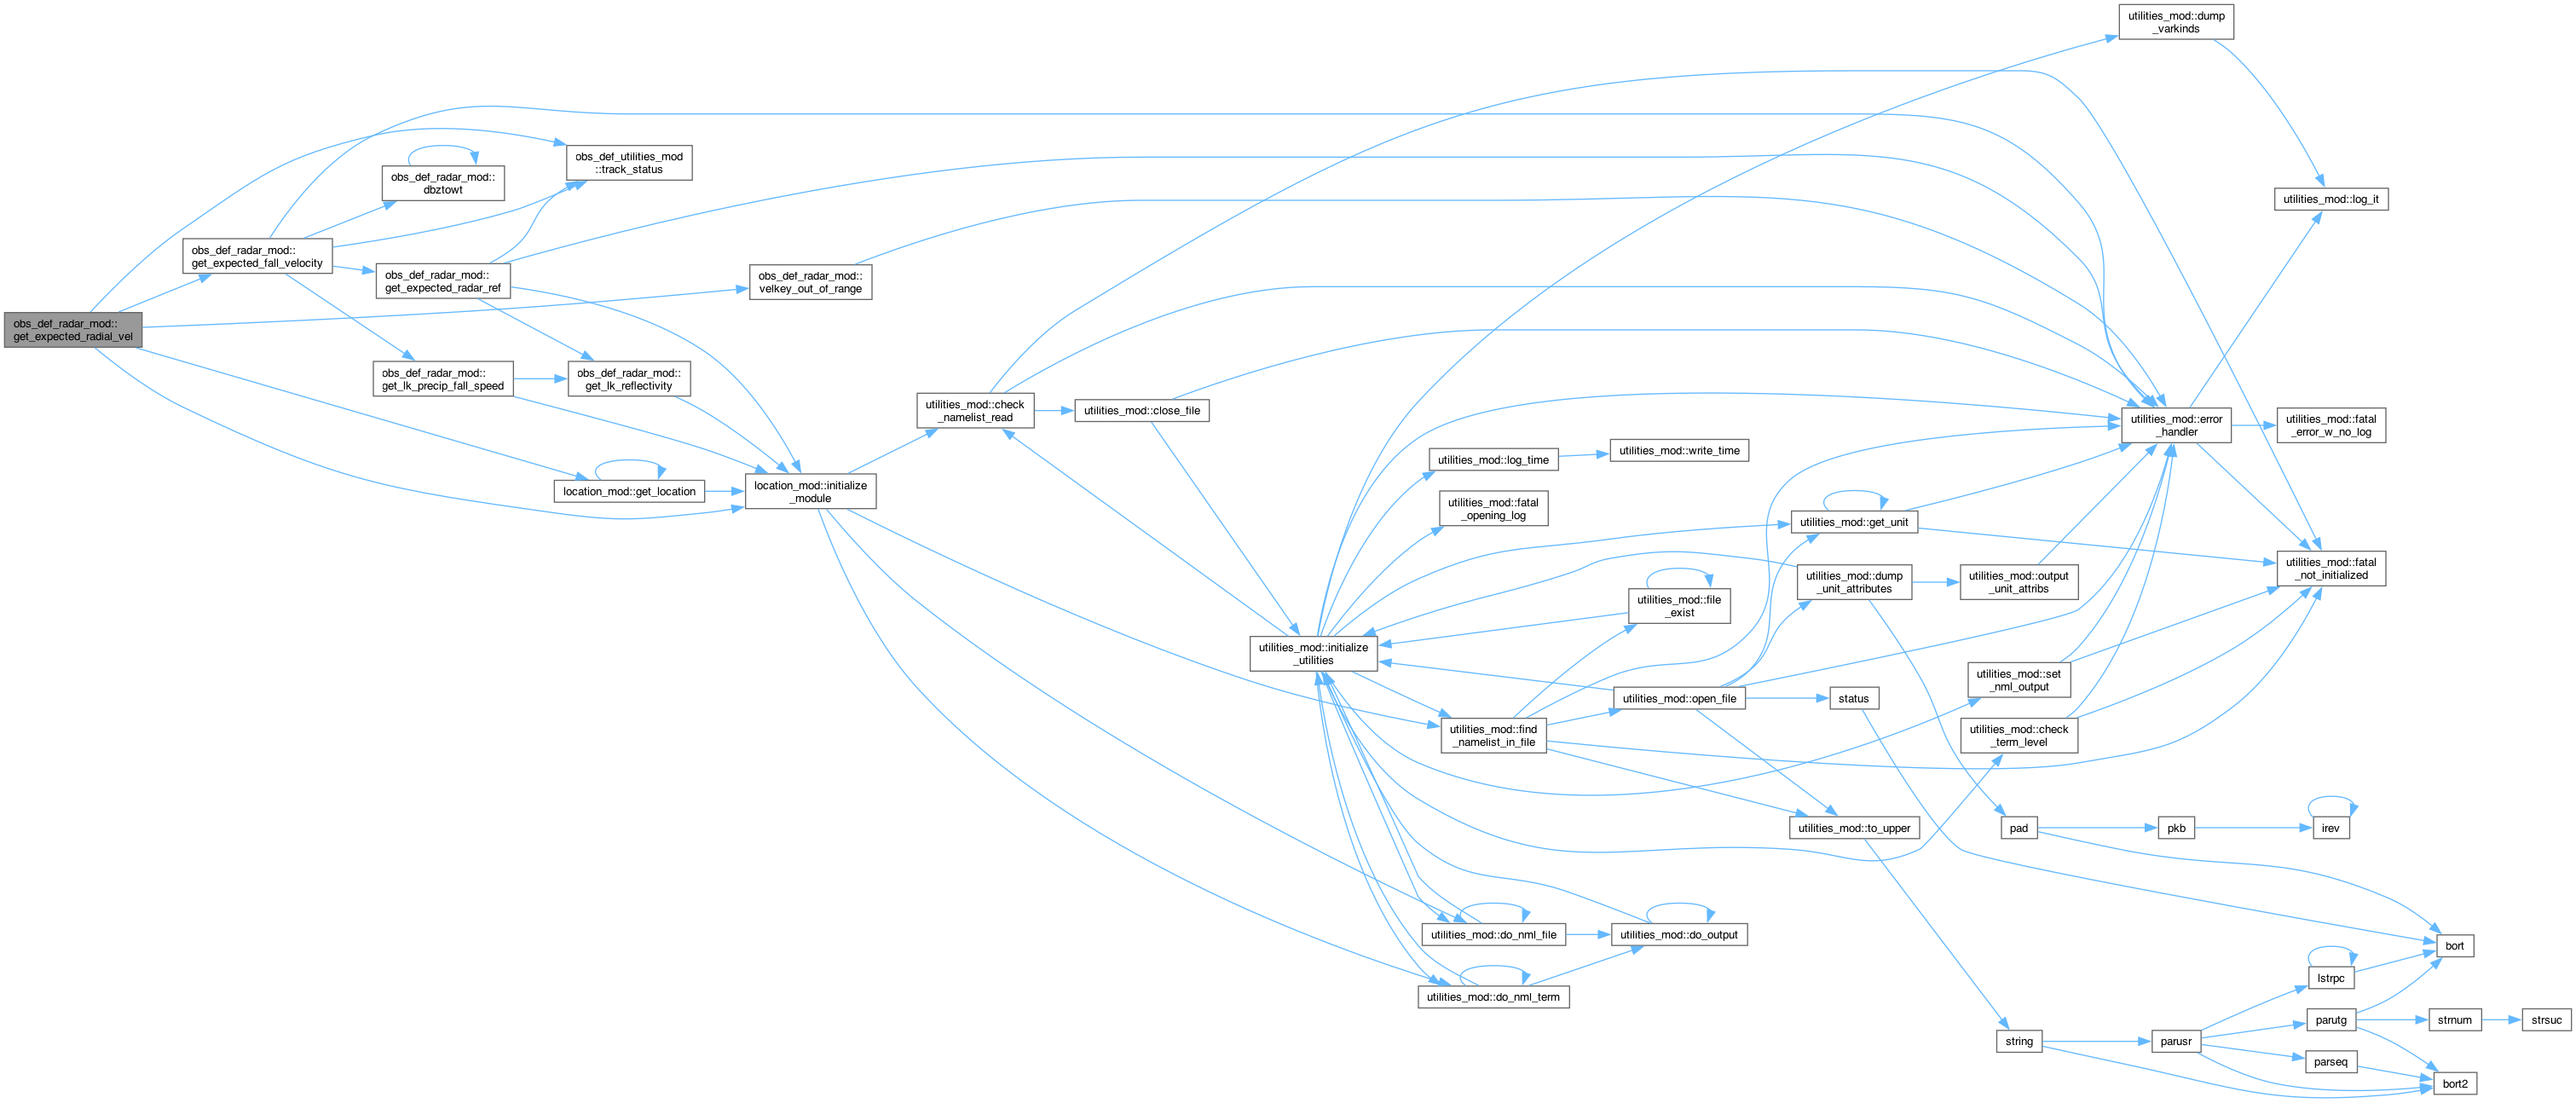 utilities_mod::dump
_varkinds
obs_def_utilities_mod
::track_status
obs_def_radar_mod::
dbztowt
utilities_mod::log_it
obs_def_radar_mod::
get_expected_fall_velocity
obs_def_radar_mod::
get_expected_radar_ref
obs_def_radar_mod::
velkey_out_of_range
obs_def_radar_mod::
get_expected_radial_vel
obs_def_radar_mod::
get_lk_precip_fall_speed
obs_def_radar_mod::
get_lk_reflectivity
utilities_mod::check
_namelist_read
utilities_mod::close_file
utilities_mod::error
_handler
utilities_mod::fatal
_error_w_no_log
utilities_mod::log_time
utilities_mod::write_time
location_mod::get_location
location_mod::initialize
_module
utilities_mod::fatal
_opening_log
utilities_mod::get_unit
utilities_mod::fatal
_not_initialized
utilities_mod::dump
_unit_attributes
utilities_mod::output
_unit_attribs
utilities_mod::file
_exist
utilities_mod::initialize
_utilities
utilities_mod::set
_nml_output
utilities_mod::open_file
status
utilities_mod::find
_namelist_in_file
utilities_mod::check
_term_level
utilities_mod::to_upper
pad
pkb
irev
utilities_mod::do_nml_file
utilities_mod::do_output
bort
lstrpc
utilities_mod::do_nml_term
parutg
strnum
strsuc
string
parusr
parseq
bort2